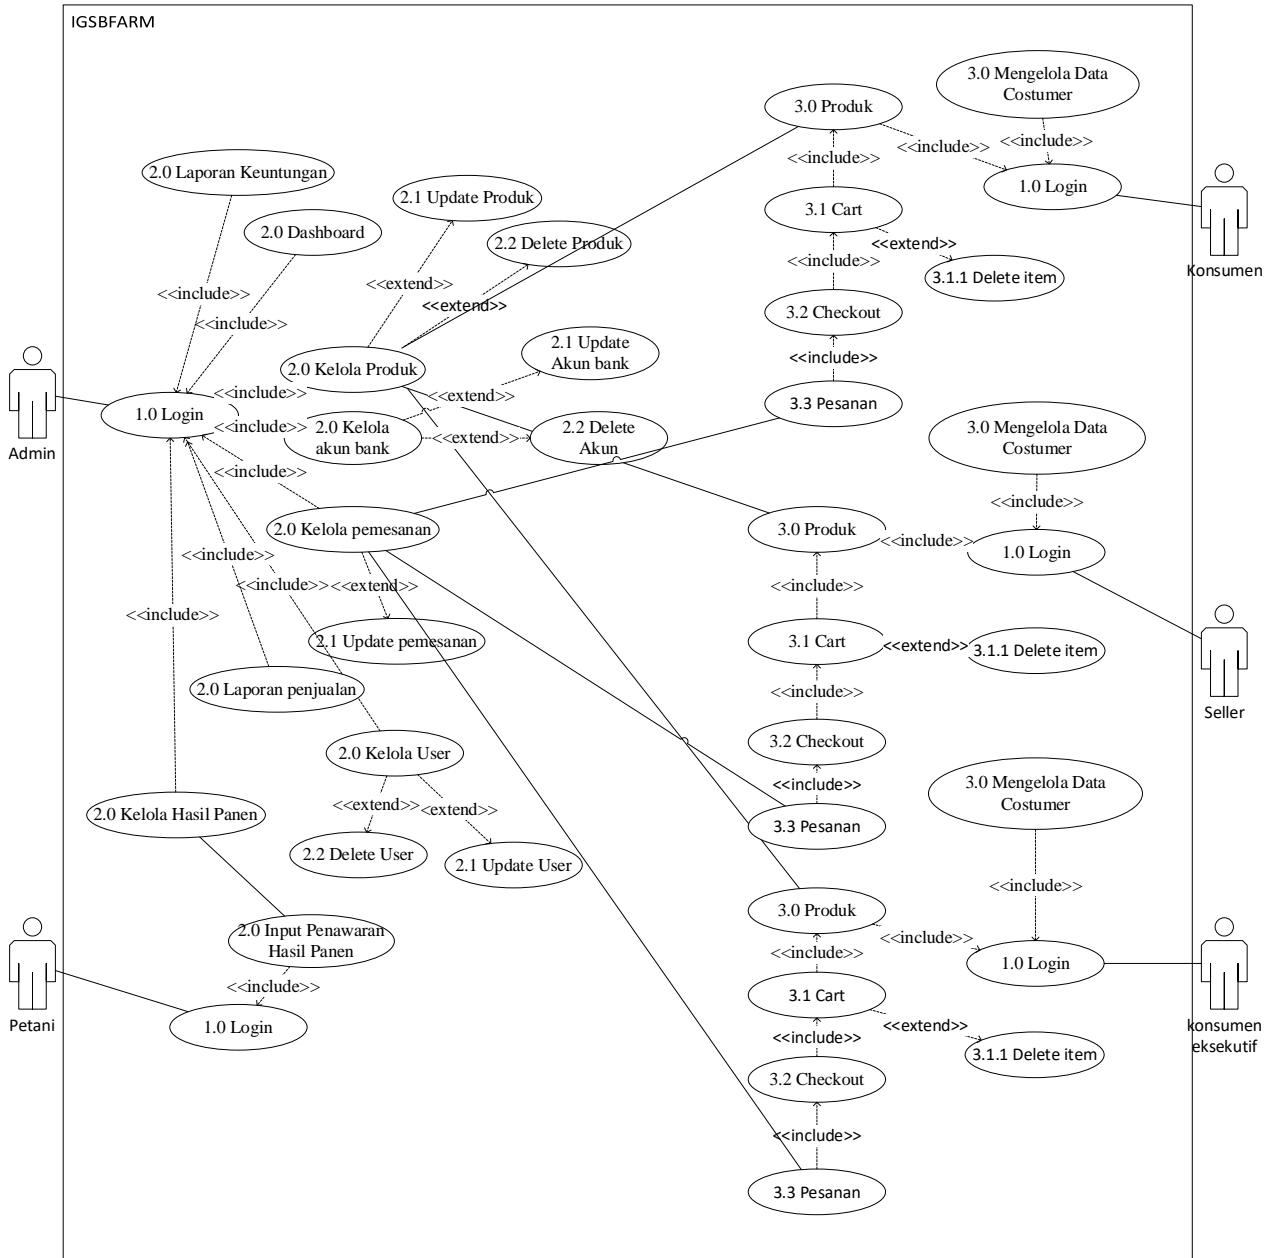 IGSBFARM
3.0 Mengelola Data
Costumer
3.0 Produk
<<include>>
<<include>>
<<include>>
2.0 Laporan Keuntungan
1.0 Login
2.1 Update Produk
3.1 Cart
2.0 Dashboard
2.2 Delete Produk
<<extend>>
Konsumen
<<include>>
3.1.1 Delete item
<<extend>>
<<include>>
<<extend>>
3.2 Checkout
<<include>>
2.1 Update
Akun bank
<<include>>
2.0 Kelola Produk
<<include>>
<<extend>>
3.3 Pesanan
1.0 Login
<<include>>
2.0 Kelola
akun bank
<<extend>>
2.2 Delete
Akun
3.0 Mengelola Data
Costumer
Admin
<<include>>
<<include>>
2.0 Kelola pemesanan
3.0 Produk
<<include>>
1.0 Login
<<include>>
<<include>>
<<extend>>
<<include>>
<<include>>
2.1 Update pemesanan
3.1 Cart
<<extend>>
3.1.1 Delete item
2.0 Laporan penjualan
<<include>>
Seller
2.0 Kelola User
3.2 Checkout
3.0 Mengelola Data
Costumer
<<include>>
<<extend>>
<<extend>>
2.0 Kelola Hasil Panen
3.3 Pesanan
2.2 Delete User
2.1 Update User
<<include>>
3.0 Produk
2.0 Input Penawaran
Hasil Panen
<<include>>
<<include>>
1.0 Login
<<include>>
3.1 Cart
Petani
1.0 Login
<<extend>>
konsumen
eksekutif
<<include>>
3.1.1 Delete item
3.2 Checkout
<<include>>
3.3 Pesanan